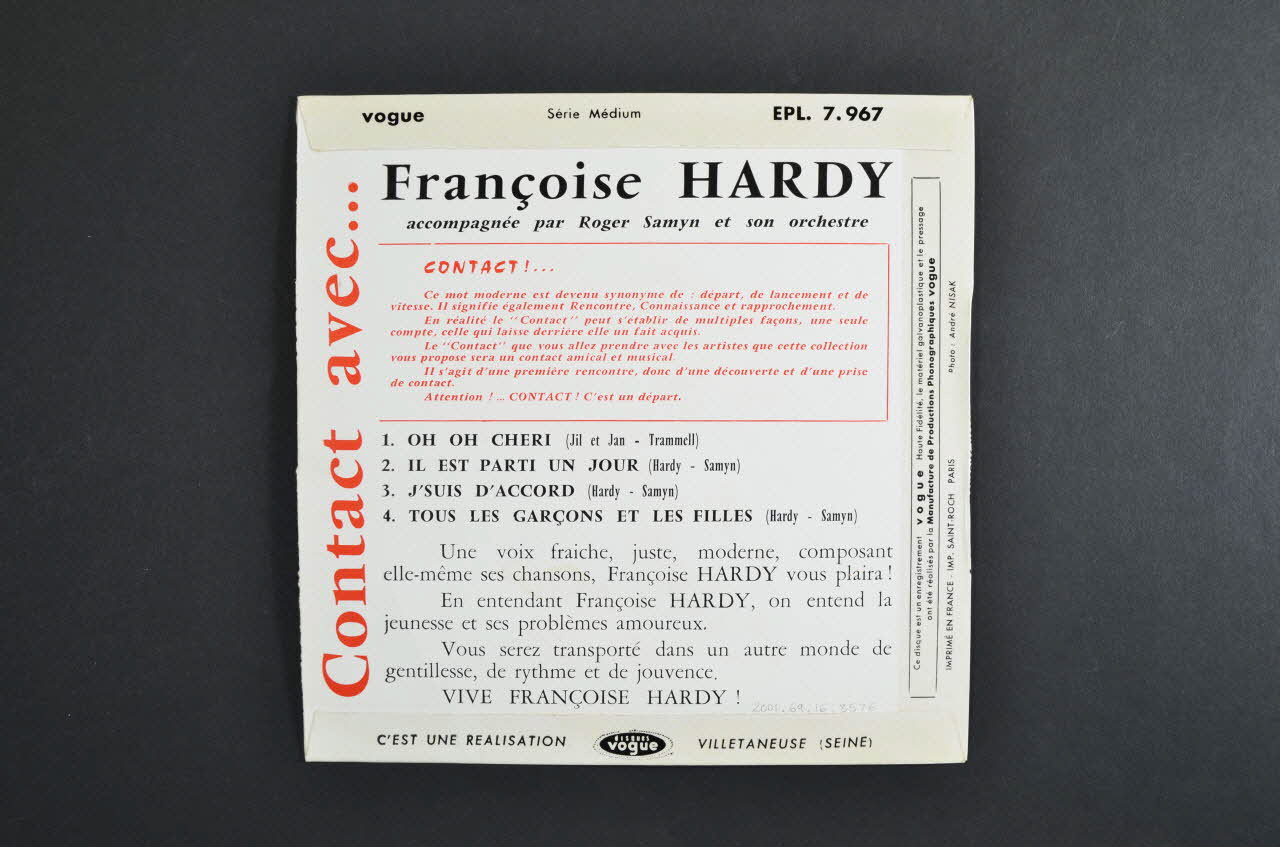 vogue Série Médium EPL. 7.967
Contact avec...
Françoise HARDY
accompagnée par Roger Samyn et son orchestre
CONTACT !...
Ce mot moderne est devenu synonyme de : départ, de lancement et de
vitesse. Il signifie également Rencontre, Connaissance et rapprochement.
En réalité le "Contact" peut s'établir de multiples façons, une seule
compte, celle qui laisse derrière elle un fait acquis.
Le "Contact" que vous allez prendre avec les artistes que cette collection
vous propose sera un contact amical et musical.
Il s'agit d'une première rencontre, donc d'une découverte et d'une prise
de contact.
Attention ! ... CONTACT ! C'est un départ.
1. OH OH CHERI (Jil et Jan - Trammell)
2. IL EST PARTI UN JOUR (Hardy - Samyn)
3. J'SUIS D'ACCORD (Hardy - Samyn)
4. TOUS LES GARÇONS ET LES FILLES (Hardy - Samyn)
Une voix fraiche, juste, moderne, composant
elle-même ses chansons, Françoise HARDY vous plaira !
En entendant Françoise HARDY, on entend la
jeunesse et ses problèmes amoureux.
Vous serez transporté dans un autre monde de
gentillesse, de rythme et de jouvence.
VIVE FRANÇOISE HARDY !
2001.69.16.8576
C'EST UNE REALISATION DISQUES vogue VILLETANEUSE (SEINE)
Ce disque est un enregistrement vogue Haute Fidélité, le matériel galvanoplastique et le pressage
ont été réalisés par la Manufacture de Productions Phonographiques vogue
IMPRIMÉ EN FRANCE IMP. SAINT-ROCH . PARIS Photo : André NISAK